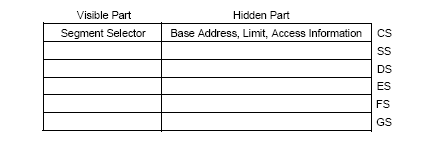 Visible Part Hidden Part
Segment Selector Base Address, Limit, Access Information CS
SS
DS
ES
FS
GS